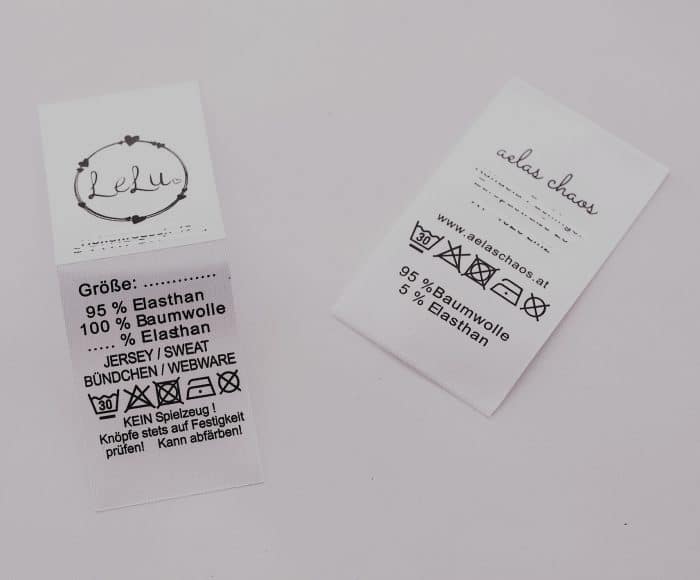 LeLu
Größe: ..............
95 % Elasthan
100 % Baumwolle
..... % Elasthan
JERSEY / SWEAT
BÜNDCHEN / WEBWARE
30
KEIN Spielzeug !
Knöpfe stets auf Festigkeit
prüfen! Kann abfärben!
aelas chaos
www.aelaschaos.at
30
95 %Baumwolle
5 % Elasthan